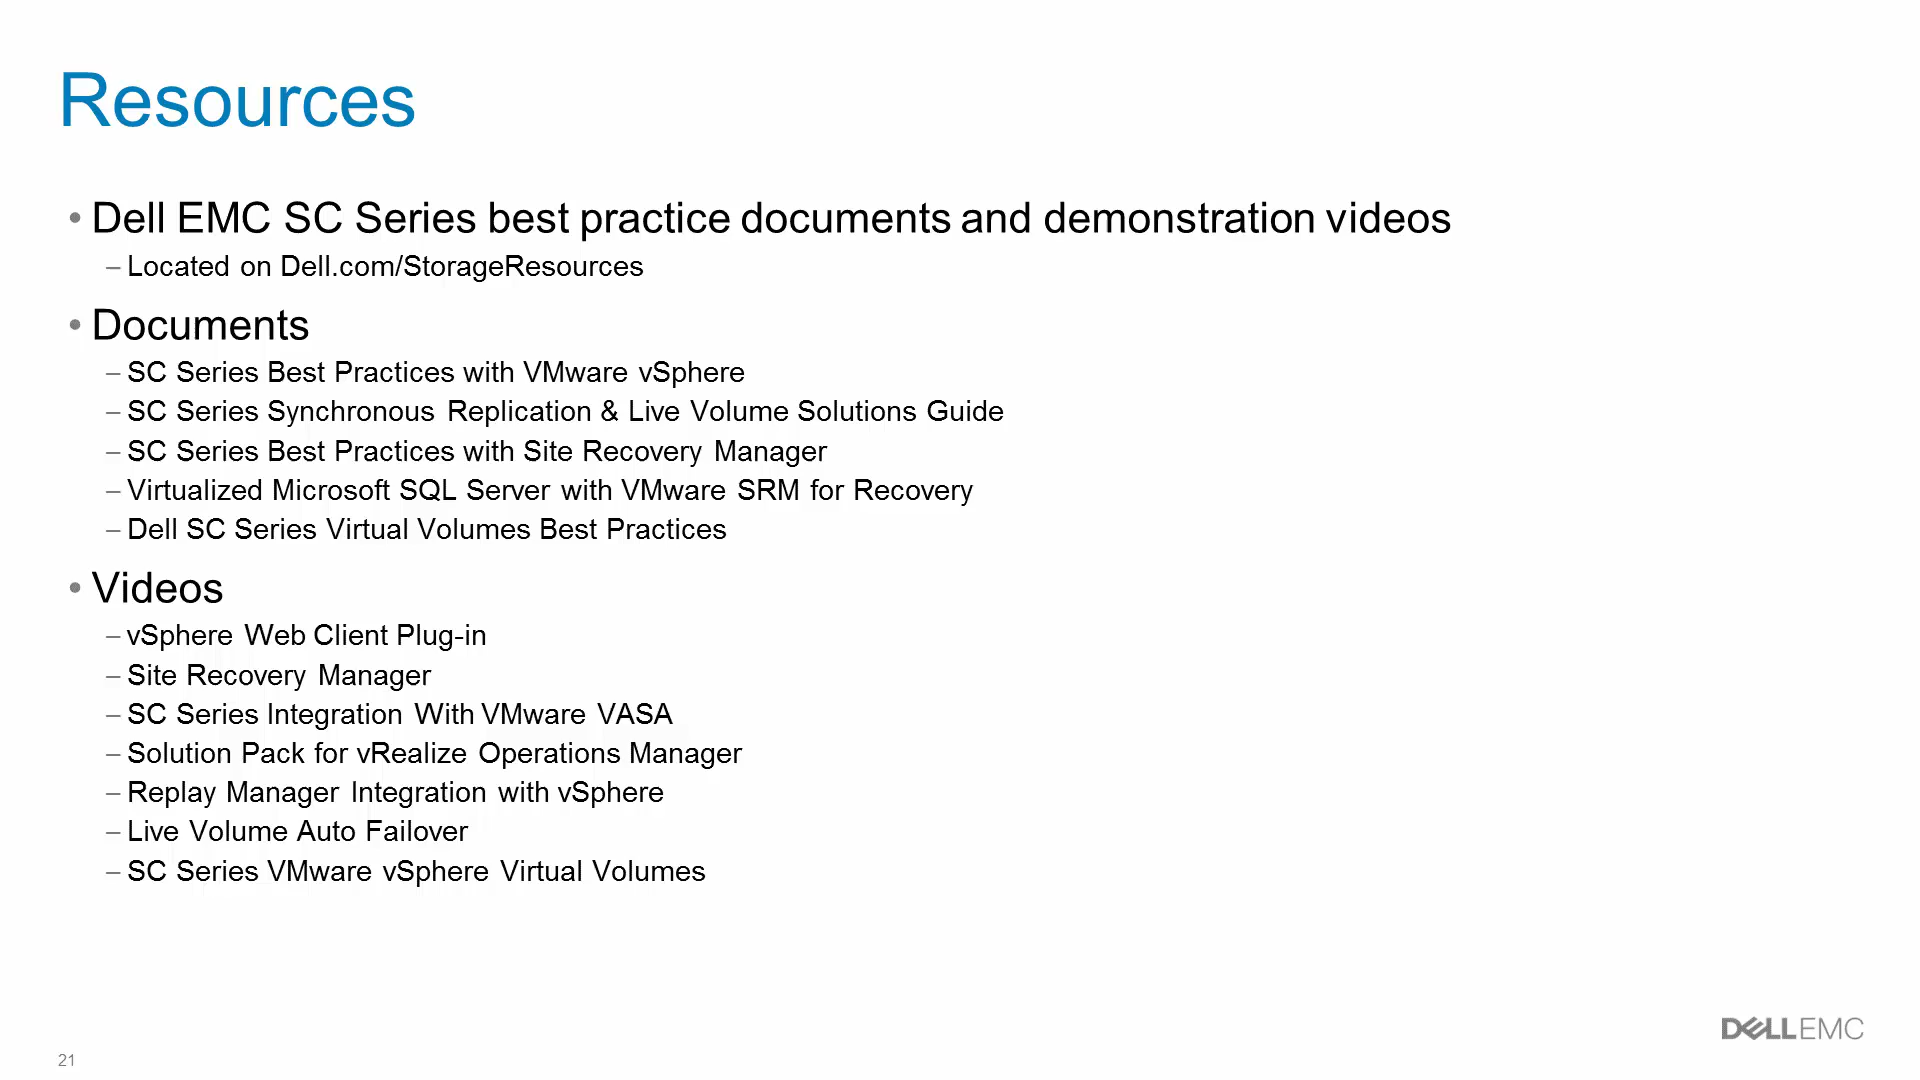 Resources
• Dell EMC SC Series best practice documents and demonstration videos
– Located on Dell.com/StorageResources
• Documents
– SC Series Best Practices with VMware vSphere
– SC Series Synchronous Replication & Live Volume Solutions Guide
– SC Series Best Practices with Site Recovery Manager
– Virtualized Microsoft SQL Server with VMware SRM for Recovery
– Dell SC Series Virtual Volumes Best Practices
• Videos
– vSphere Web Client Plug-in
– Site Recovery Manager
– SC Series Integration With VMware VASA
– Solution Pack for vRealize Operations Manager
– Replay Manager Integration with vSphere
– Live Volume Auto Failover
– SC Series VMware vSphere Virtual Volumes
DELLEMC
21